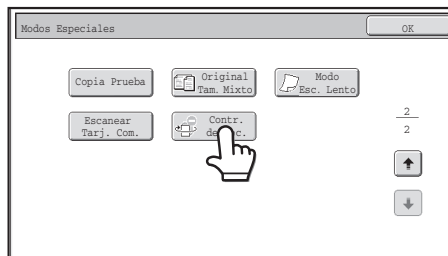 Modos Especiales
OK
Copia Prueba
Original
Tam. Mixto
Modo
Esc. Lento
Escanear
Tarj. Com.
Contr.
2
2